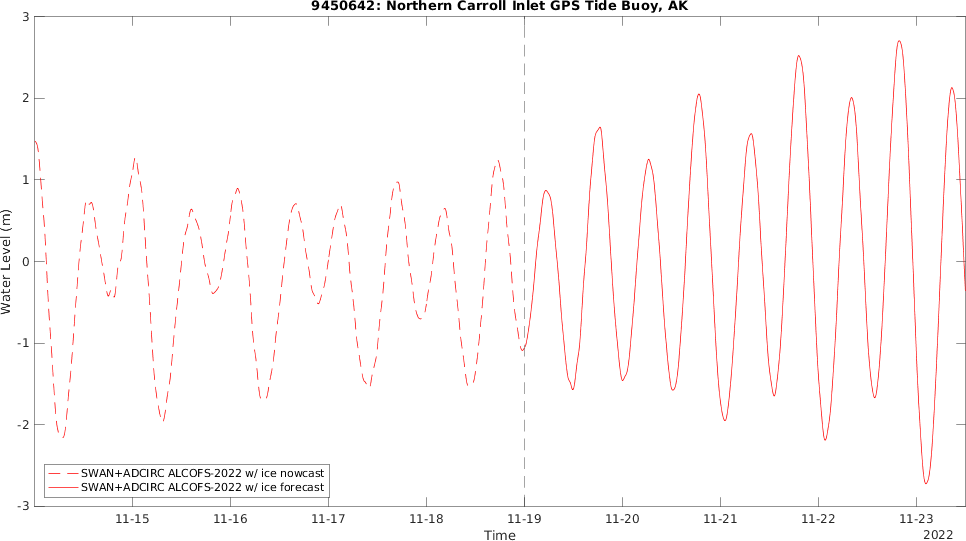 9450642: Northern Carroll Inlet GPS Tide Buoy, AK
3
2
1
0
-1
-2
-3
Water Level (m)
SWAN+ADCIRC ALCOFS-2022 w/ ice nowcast
SWAN+ADCIRC ALCOFS-2022 w/ ice forecast
11-15 11-16 11-17 11-18 11-19 11-20 11-21 11-22 11-23
Time
2022